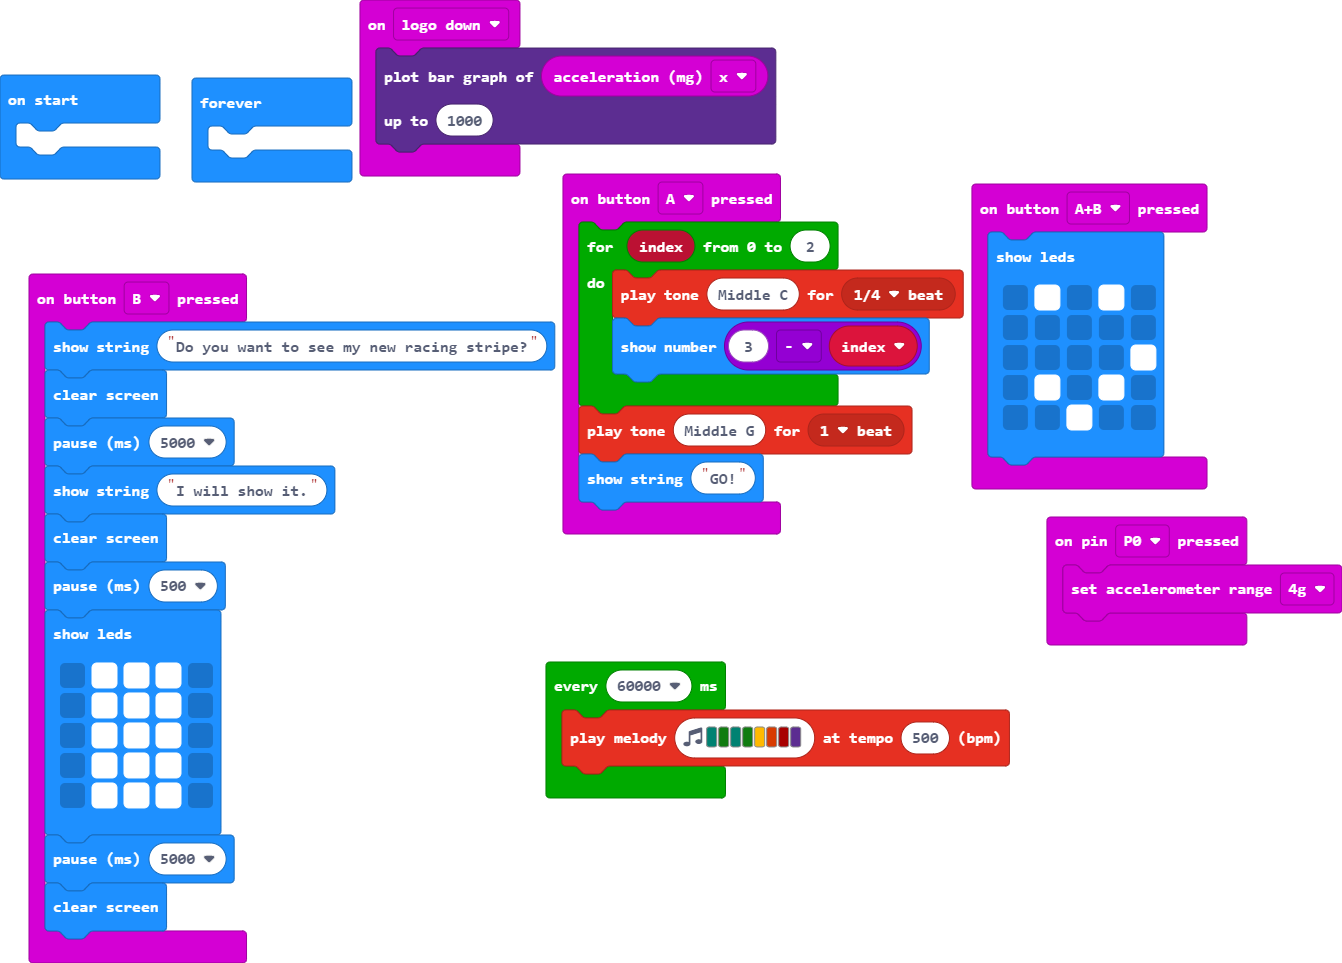 on start
forever
on logo down
plot bar graph of acceleration (mg) x
up to 1000
on button A pressed
for index from 0 to 2
do
play tone Middle C for 1/4 beat
show number 3 - index
play tone Middle G for 1 beat
show string "GO!"
on button A+B pressed
show leds
on button B pressed
show string "Do you want to see my new racing stripe?"
clear screen
pause (ms) 5000
show string "I will show it."
clear screen
pause (ms) 500
show leds
pause (ms) 5000
clear screen
on pin P0 pressed
set accelerometer range 4g
every 60000 ms
play melody at tempo 500 (bpm)